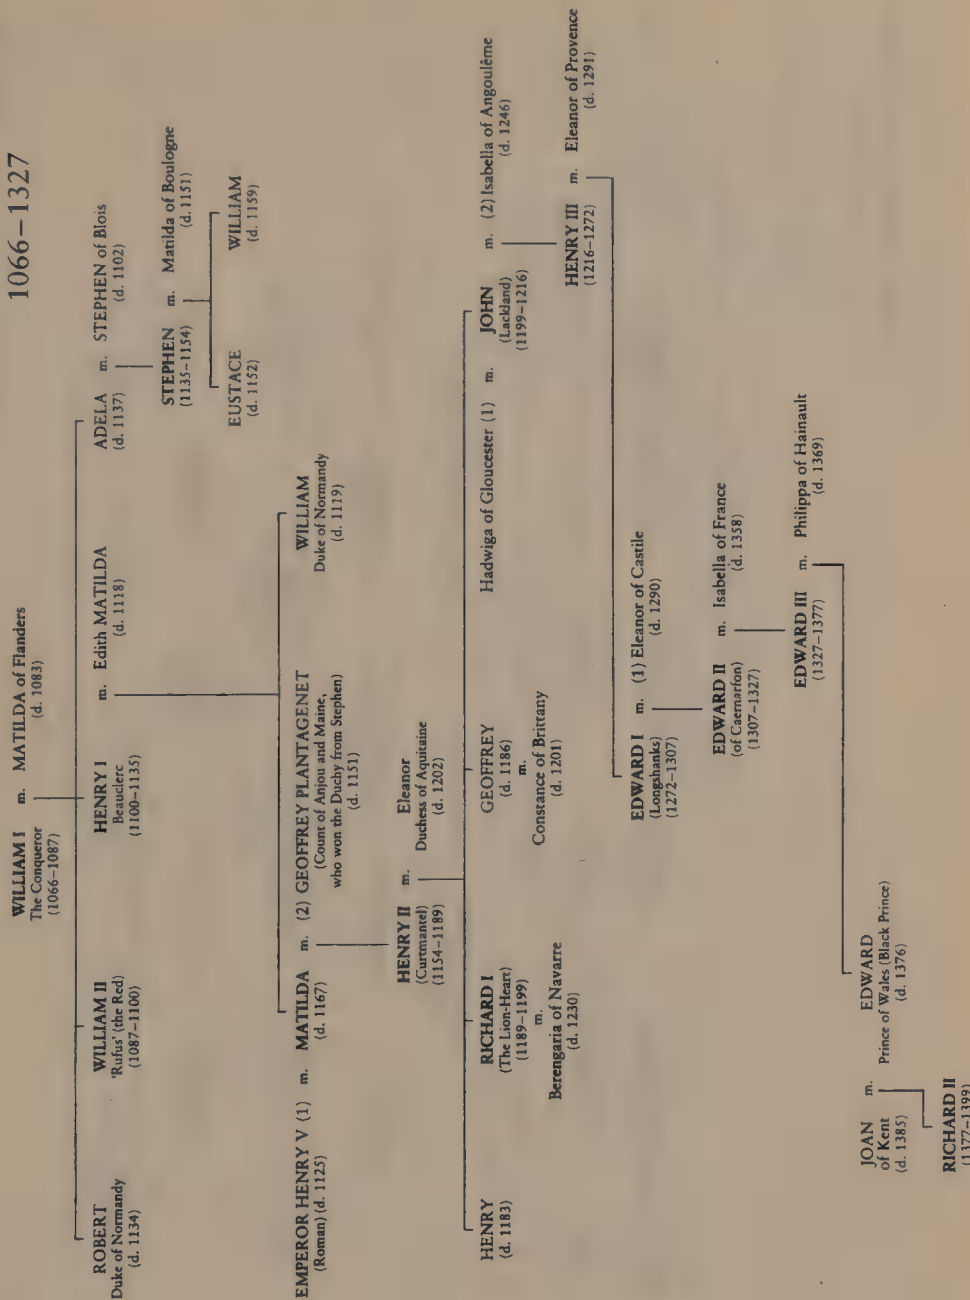 1066–1327
WILLIAM I m. MATILDA of Flanders
The Conqueror (d. 1083)
(1066–1087)
ROBERT
Duke of Normandy
(d. 1134)
WILLIAM II
'Rufus' (the Red)
(1087–1100)
HENRY I m. Edith MATILDA
Beauclerc (d. 1118)
(1100–1135)
ADELA m. STEPHEN of Blois
(d. 1137) (d. 1102)
STEPHEN m. Matilda of Boulogne
(1135–1154) (d. 1151)
EUSTACE
(d. 1152)
WILLIAM
(d. 1159)
EMPEROR HENRY V (1) m. MATILDA m. (2) GEOFFREY PLANTAGENET
(Roman) (d. 1125)
(d. 1167)
(Count of Anjou and Maine,
who won the Duchy from Stephen)
(d. 1151)
WILLIAM
Duke of Normandy
(d. 1119)
HENRY II m. Eleanor
(Curtmantel) Duchess of Aquitaine
(1154–1189) (d. 1202)
HENRY
(d. 1183)
RICHARD I
(The Lion-Heart)
(1189–1199)
m.
Berengaria of Navarre
(d. 1230)
GEOFFREY
(d. 1186)
m.
Constance of Brittany
(d. 1201)
Hadwiga of Gloucester (1) m. JOHN m. (2) Isabella of Angoulême
(Lackland) (d. 1246)
(1199–1216)
HENRY III m. Eleanor of Provence
(1216–1272) (d. 1291)
EDWARD I m. (1) Eleanor of Castile
(Longshanks) (d. 1290)
(1272–1307)
EDWARD II m. Isabella of France
(of Caernarfon) (d. 1358)
(1307–1327)
EDWARD III m. Philippa of Hainault
(1327–1377) (d. 1369)
JOAN m. EDWARD
of Kent Prince of Wales (Black Prince)
(d. 1385) (d. 1376)
RICHARD II
(1377–1399)